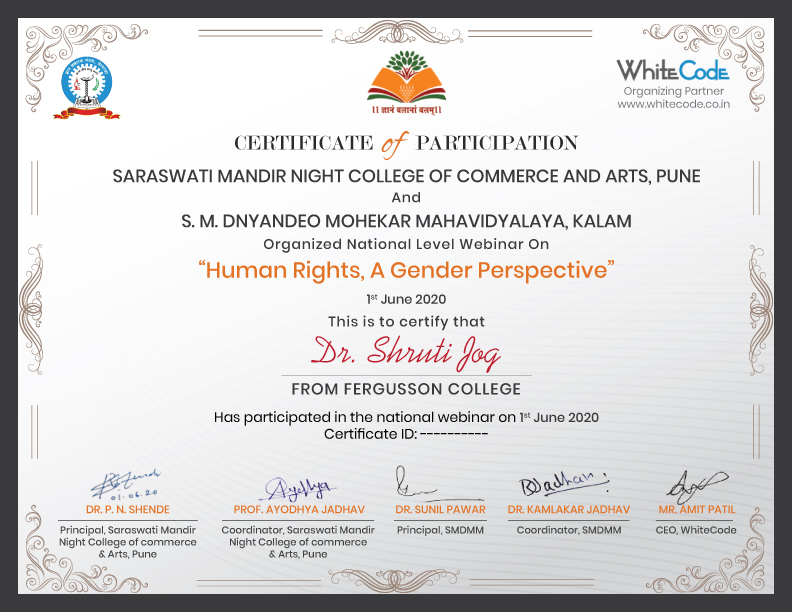 WhiteCode
Organizing Partner
www.whitecode.co.in
।। ज्ञानं बलानां बलम् ।।
CERTIFICATE of PARTICIPATION
SARASWATI MANDIR NIGHT COLLEGE OF COMMERCE AND ARTS, PUNE
And
S. M. DNYANDEO MOHEKAR MAHAVIDYALAYA, KALAM
Organized National Level Webinar On
“Human Rights, A Gender Perspective”
1st June 2020
This is to certify that
Dr. Shruti Jog
FROM FERGUSSON COLLEGE
Has participated in the national webinar on 1st June 2020
Certificate ID: ----------
01.06.20
DR. P. N. SHENDE
Principal, Saraswati Mandir
Night College of commerce
& Arts, Pune
PROF. AYODHYA JADHAV
Coordinator, Saraswati Mandir
Night College of commerce
& Arts, Pune
DR. SUNIL PAWAR
Principal, SMDMM
DR. KAMLAKAR JADHAV
Coordinator, SMDMM
MR. AMIT PATIL
CEO, WhiteCode